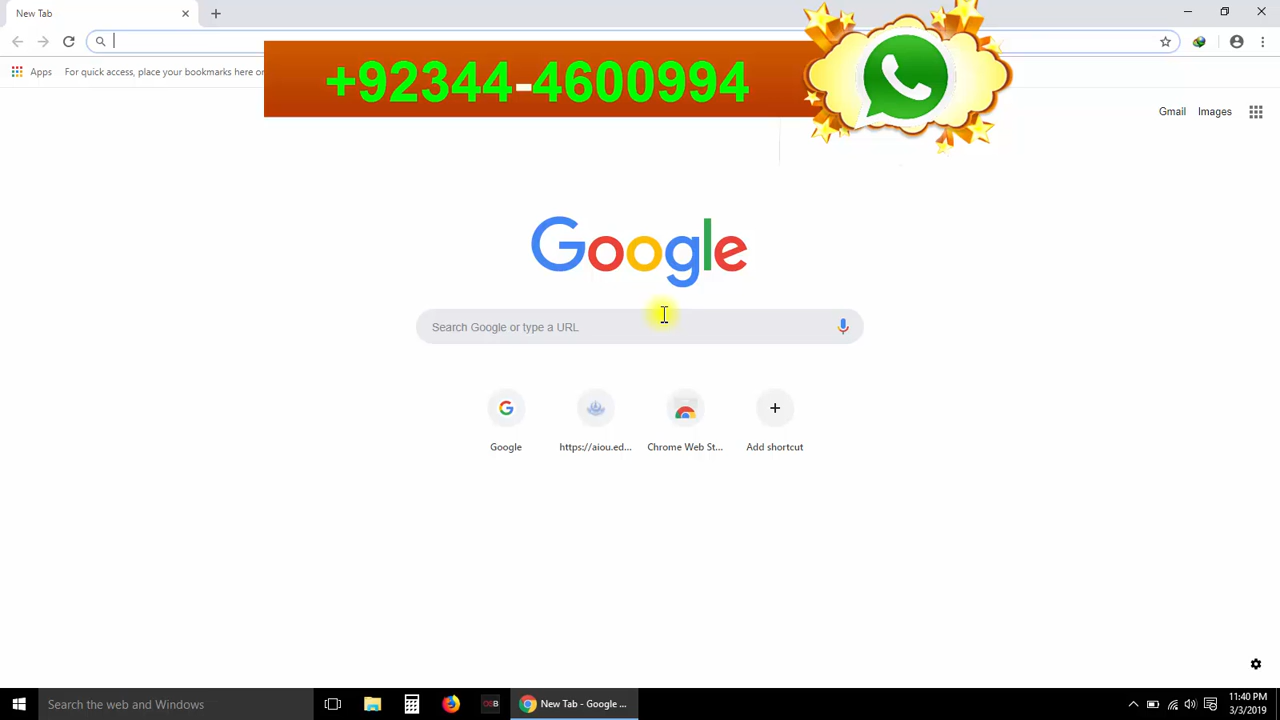 New Tab
+92344-4600994
Apps
For quick access, place your bookmarks here on
Gmail
Images
Google
Search Google or type a URL
Google
https://aiou.ed...
Chrome Web St...
Add shortcut
Search the web and Windows
OSB
New Tab - Google ...
11:40 PM
3/3/2019